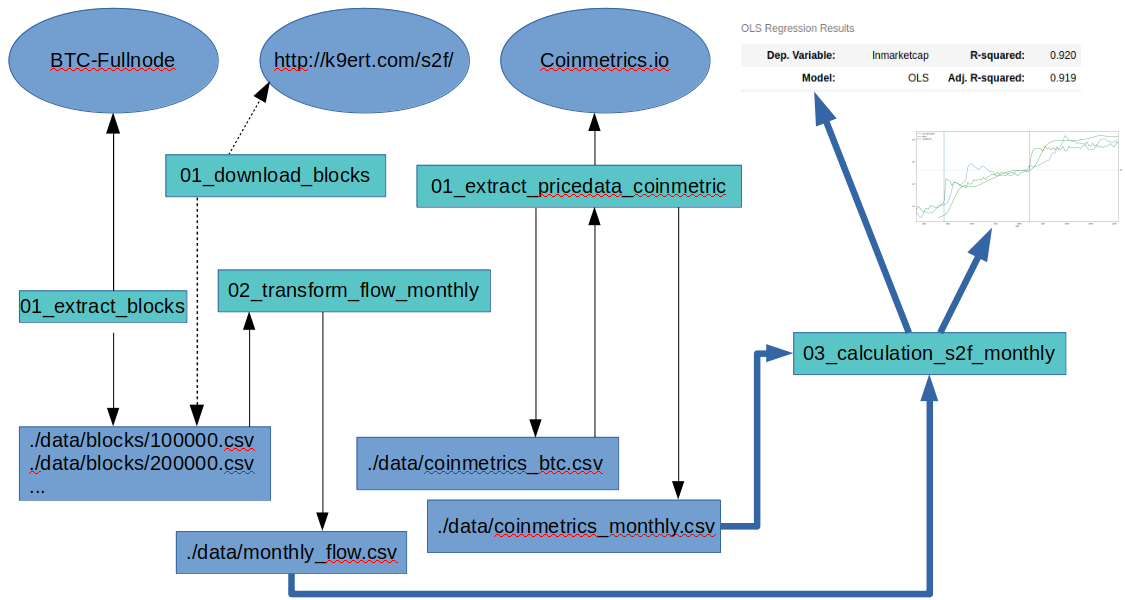 BTC-Fullnode
http://k9ert.com/s2f/
Coinmetrics.io
OLS Regression Results
Dep. Variable: lnmarketcap R-squared: 0.920
Model: OLS Adj. R-squared: 0.919
01_download_blocks
01_extract_pricedata_coinmetric
01_extract_blocks
02_transform_flow_monthly
03_calculation_s2f_monthly
./data/blocks/100000.csv
./data/blocks/200000.csv
...
./data/coinmetrics_btc.csv
./data/coinmetrics_monthly.csv
./data/monthly_flow.csv